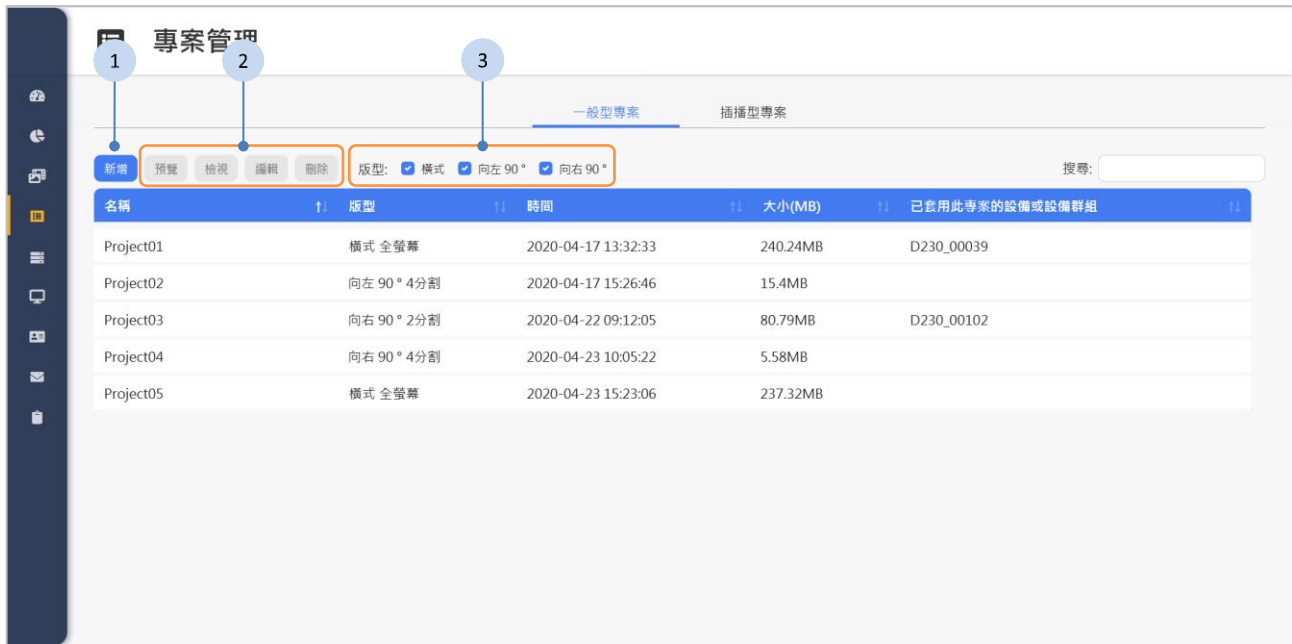 專案管理
1 2 3
一般型專案 插播型專案
新增 預覽 檢視 編輯 刪除 版型: 橫式 向左 90 ° 向右 90 ° 搜尋:
名稱 版型 時間 大小(MB) 已套用此專案的設備或設備群組
Project01 橫式 全螢幕 2020-04-17 13:32:33 240.24MB D230_00039
Project02 向左 90 ° 4分割 2020-04-17 15:26:46 15.4MB
Project03 向右 90 ° 2分割 2020-04-22 09:12:05 80.79MB D230_00102
Project04 向右 90 ° 4分割 2020-04-23 10:05:22 5.58MB
Project05 橫式 全螢幕 2020-04-23 15:23:06 237.32MB